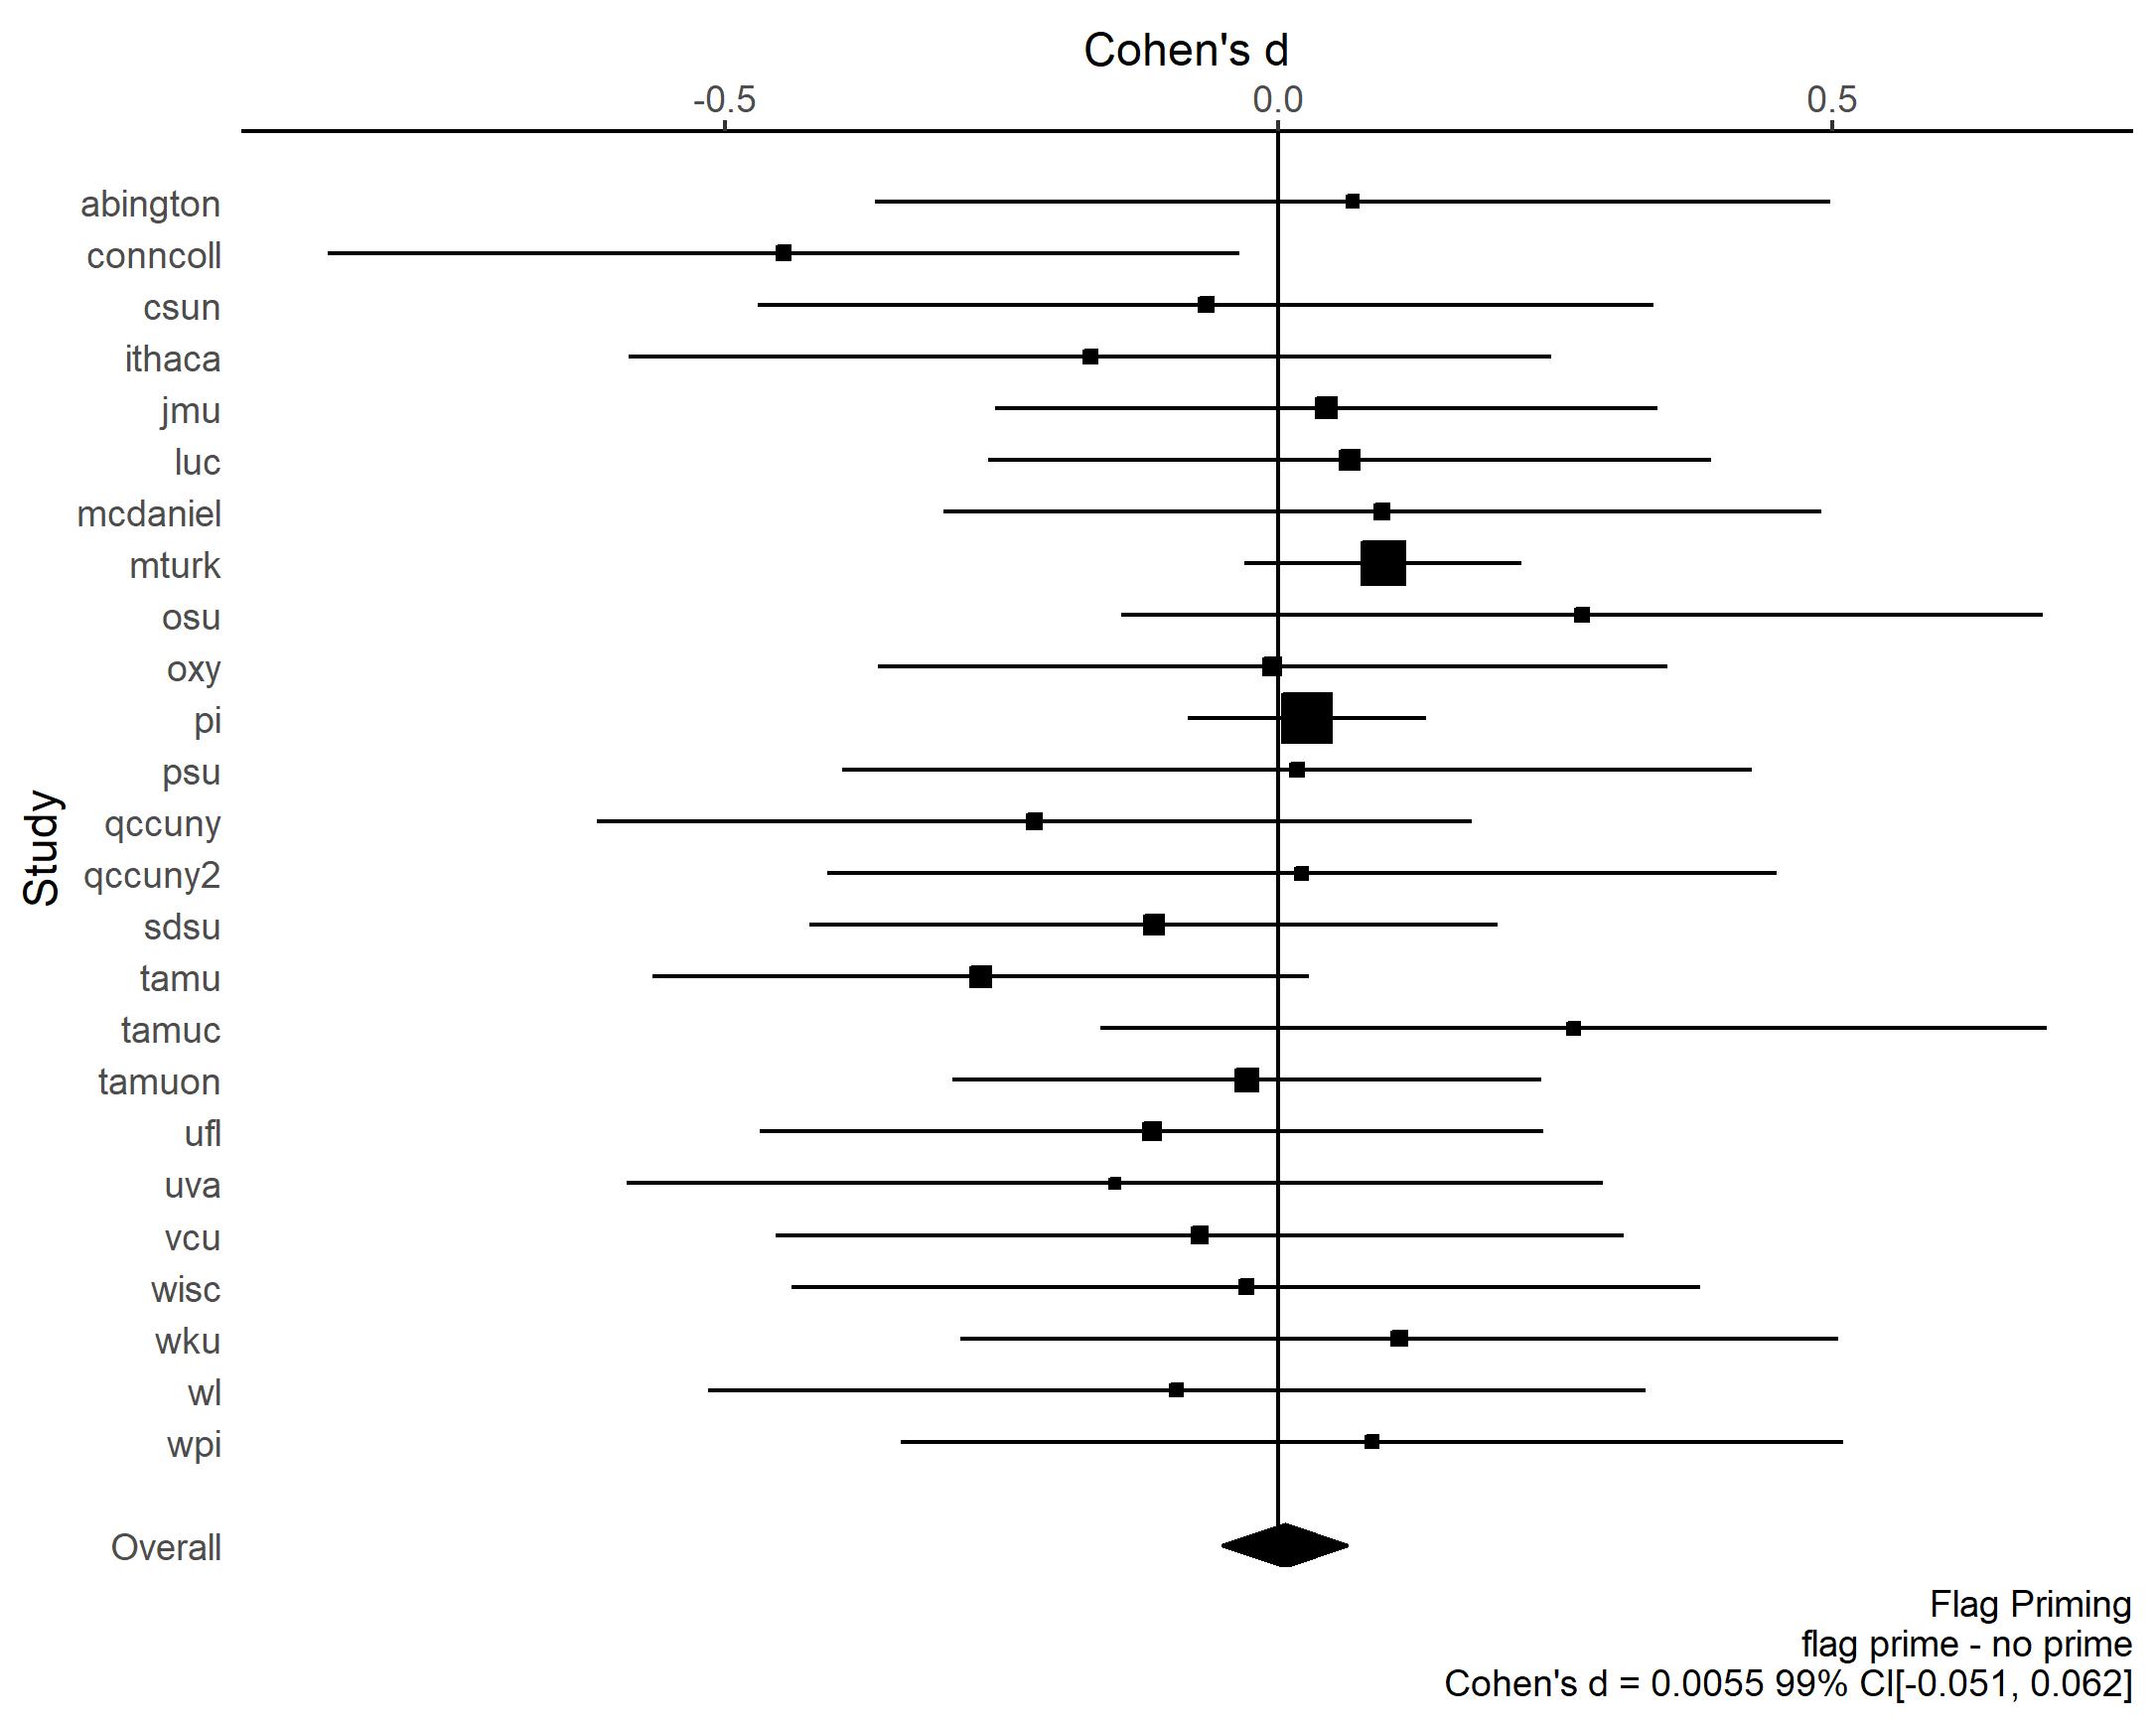 Cohen's d
-0.5 0.0 0.5
abington
conncoll
csun
ithaca
jmu
luc
mcdaniel
mturk
osu
oxy
pi
psu
Study
qccuny
qccuny2
sdsu
tamu
tamuc
tamuon
ufl
uva
vcu
wisc
wku
wl
wpi
Overall
Flag Priming
flag prime - no prime
Cohen's d = 0.0055 99% CI[-0.051, 0.062]